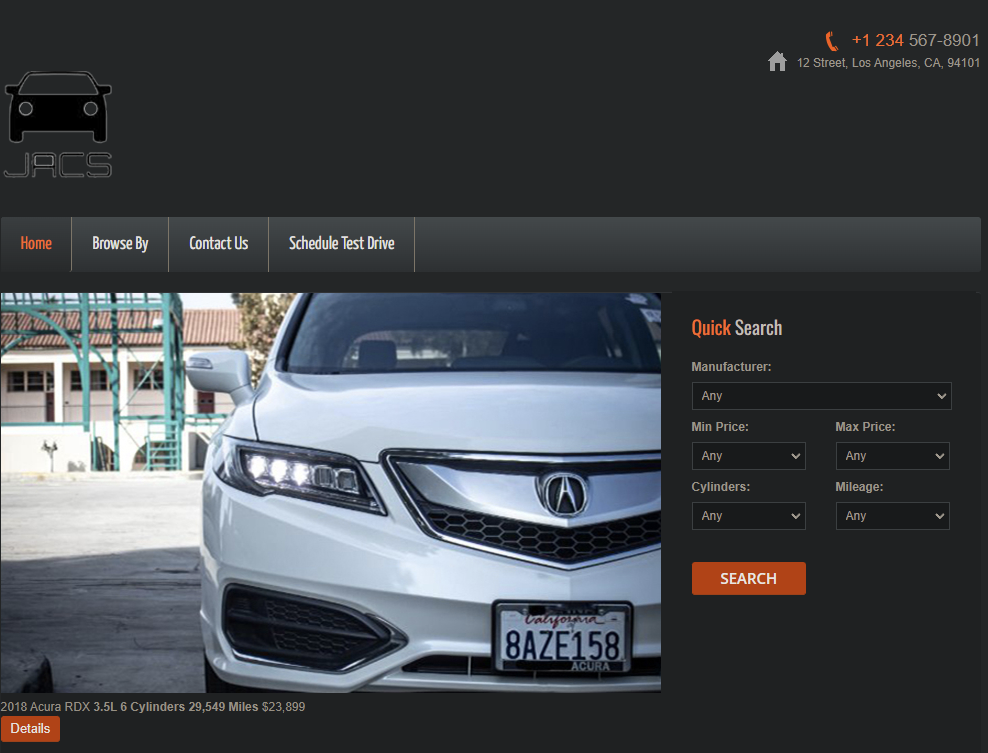 +1 234 567-8901
12 Street, Los Angeles, CA, 94101
JACS
Home
Browse By
Contact Us
Schedule Test Drive
Quick Search
Manufacturer:
Any
Min Price:
Max Price:
Any
Any
Cylinders:
Mileage:
Any
Any
SEARCH
California
8AZE158
ACURA
2018 Acura RDX 3.5L 6 Cylinders 29,549 Miles $23,899
Details